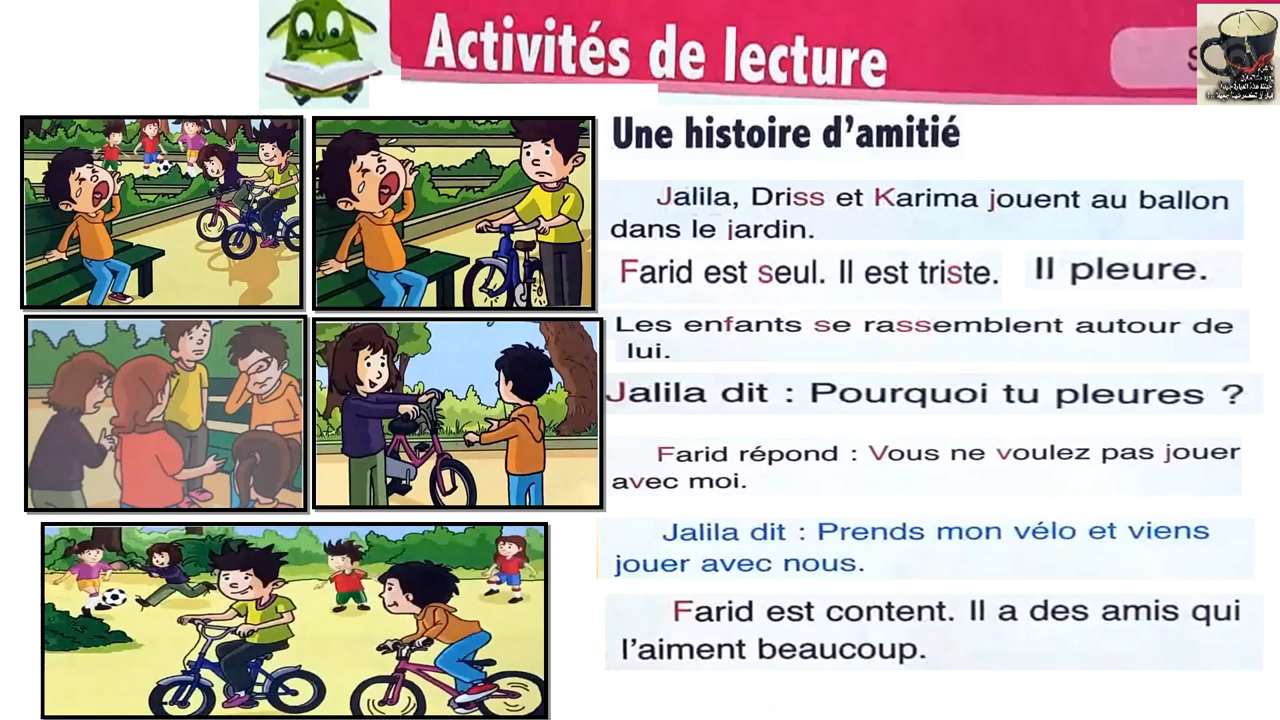 Activités de lecture
Une histoire d'amitié
Jalila, Driss et Karima jouent au ballon
dans le jardin.
Farid est seul. Il est triste. Il pleure.
Les enfants se rassemblent autour de
lui.
Jalila dit : Pourquoi tu pleures ?
Farid répond : Vous ne voulez pas jouer
avec moi.
Jalila dit : Prends mon vélo et viens
jouer avec nous.
Farid est content. Il a des amis qui
l'aiment beaucoup.